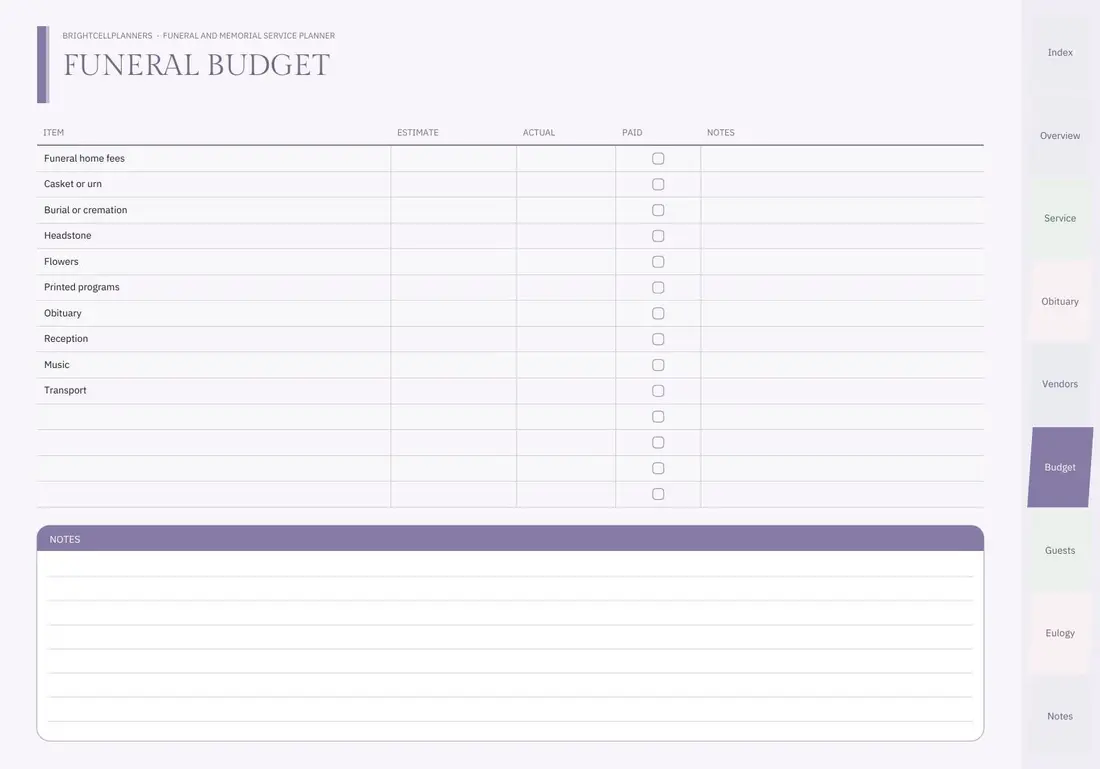 BRIGHTCELLPLANNERS · FUNERAL AND MEMORIAL SERVICE PLANNER
FUNERAL BUDGET
ITEM ESTIMATE ACTUAL PAID NOTES
Funeral home fees
Casket or urn
Burial or cremation
Headstone
Flowers
Printed programs
Obituary
Reception
Music
Transport
NOTES
Index
Overview
Service
Obituary
Vendors
Budget
Guests
Eulogy
Notes